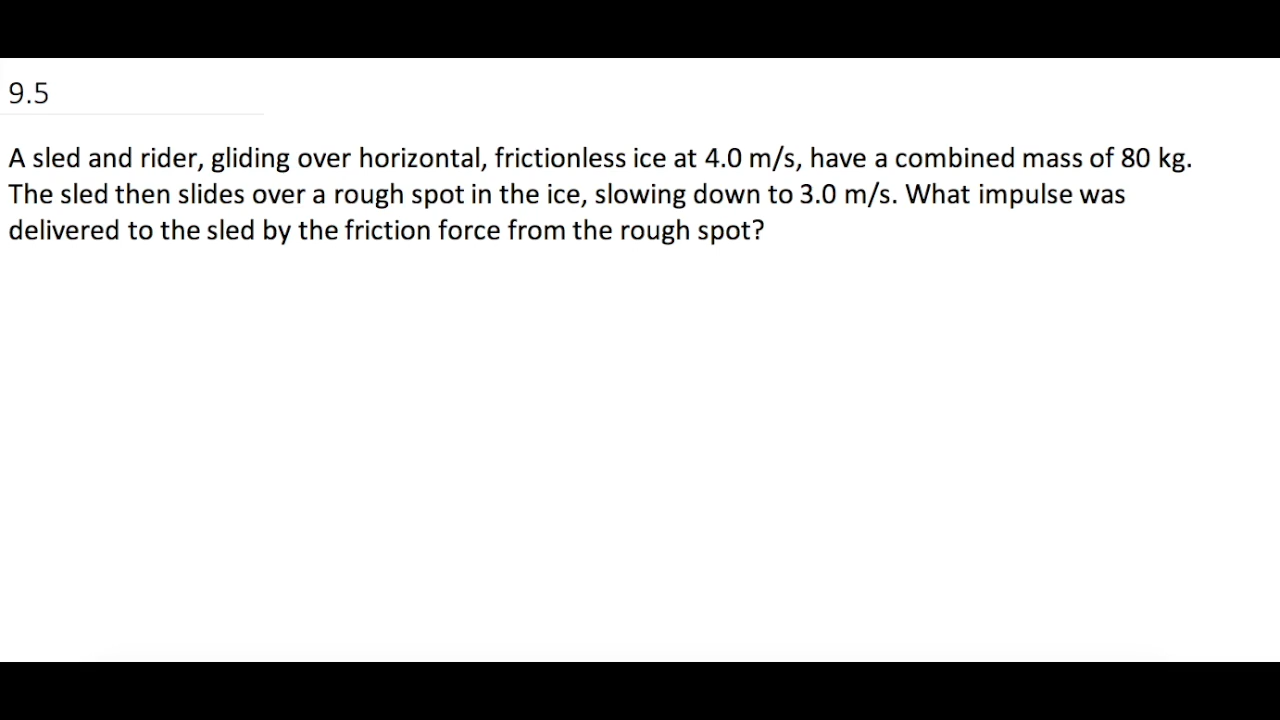 9.5
A sled and rider, gliding over horizontal, frictionless ice at 4.0 m/s, have a combined mass of 80 kg.
The sled then slides over a rough spot in the ice, slowing down to 3.0 m/s. What impulse was
delivered to the sled by the friction force from the rough spot?